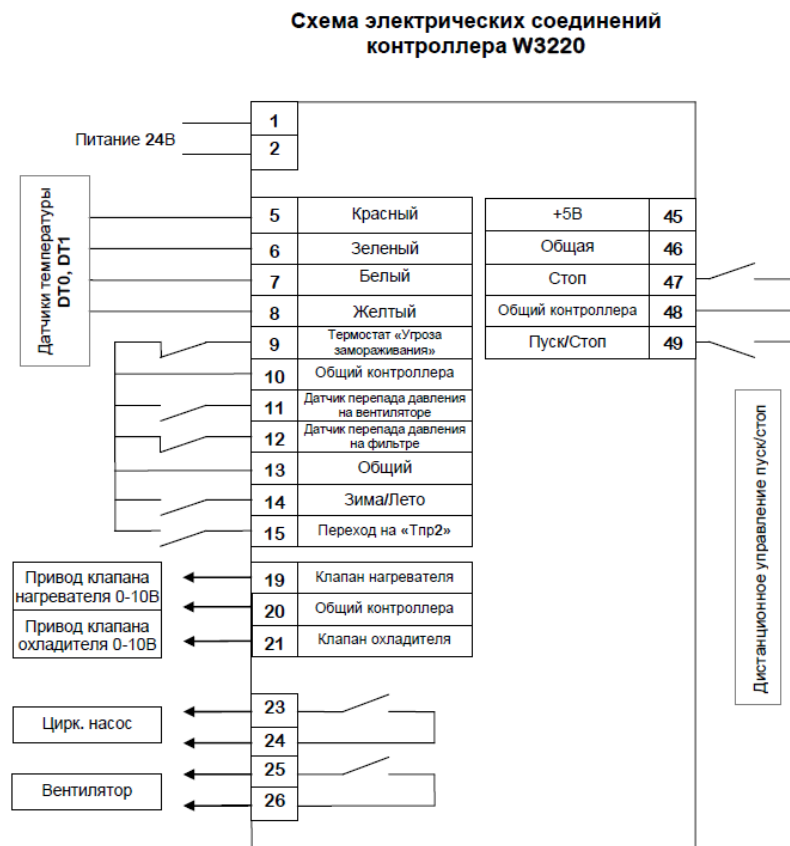 Схема электрических соединений
контроллера W3220
Питание 24В
1
2
Датчики температуры
DT0, DT1
5 Красный
6 Зеленый
7 Белый
8 Желтый
9 Термостат «Угроза
замораживания»
10 Общий контроллера
11 Датчик перепада давления
на вентиляторе
12 Датчик перепада давления
на фильтре
13 Общий
14 Зима/Лето
15 Переход на «Тпр2»
+5В 45
Общая 46
Стоп 47
Общий контроллера 48
Пуск/Стоп 49
Дистанционное управление пуск/стоп
Привод клапана
нагревателя 0-10В
Привод клапана
охладителя 0-10В
19 Клапан нагревателя
20 Общий контроллера
21 Клапан охладителя
Цирк. насос
23
24
Вентилятор
25
26